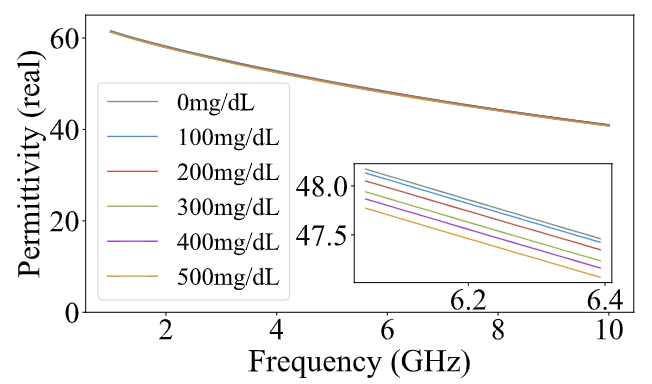 Permittivity (real)
60
40
20
0
0mg/dL
100mg/dL
200mg/dL
300mg/dL
400mg/dL
500mg/dL
48.0
47.5
6.2
6.4
2
4
6
8
10
Frequency (GHz)